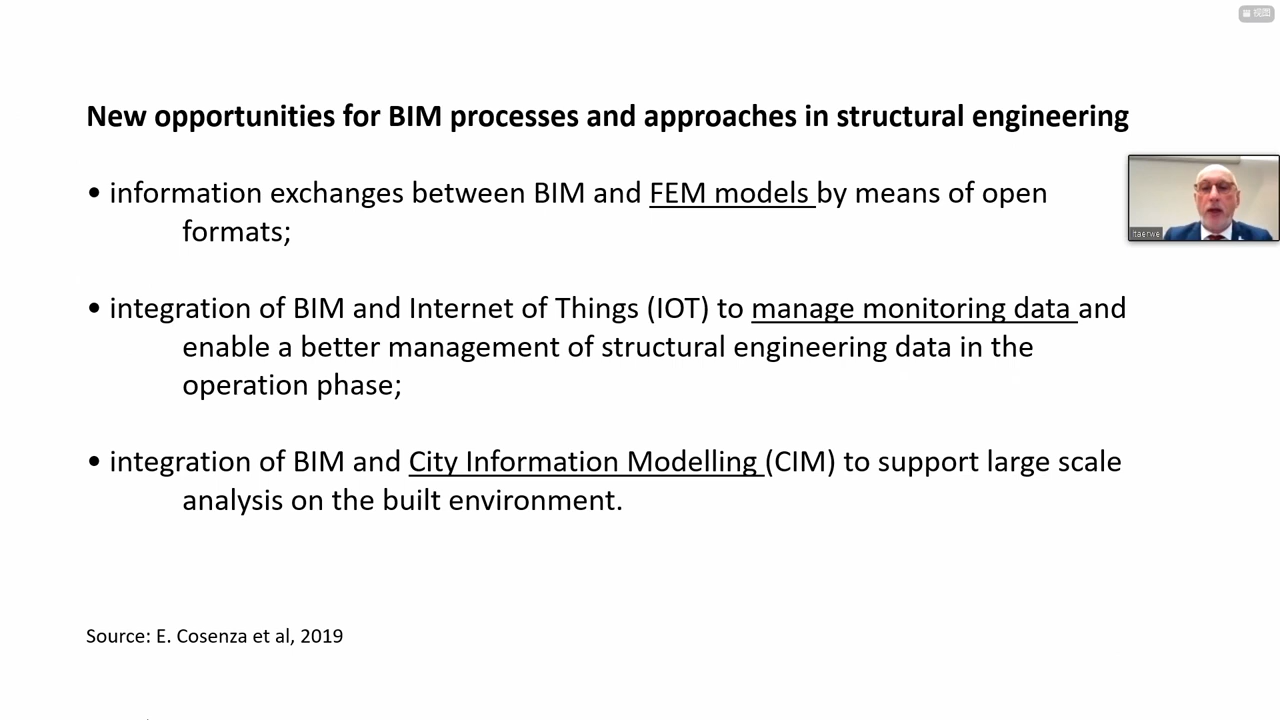 视图
New opportunities for BIM processes and approaches in structural engineering
• information exchanges between BIM and FEM models by means of open
formats;
ltaerwe
• integration of BIM and Internet of Things (IOT) to manage monitoring data and
enable a better management of structural engineering data in the
operation phase;
• integration of BIM and City Information Modelling (CIM) to support large scale
analysis on the built environment.
Source: E. Cosenza et al, 2019